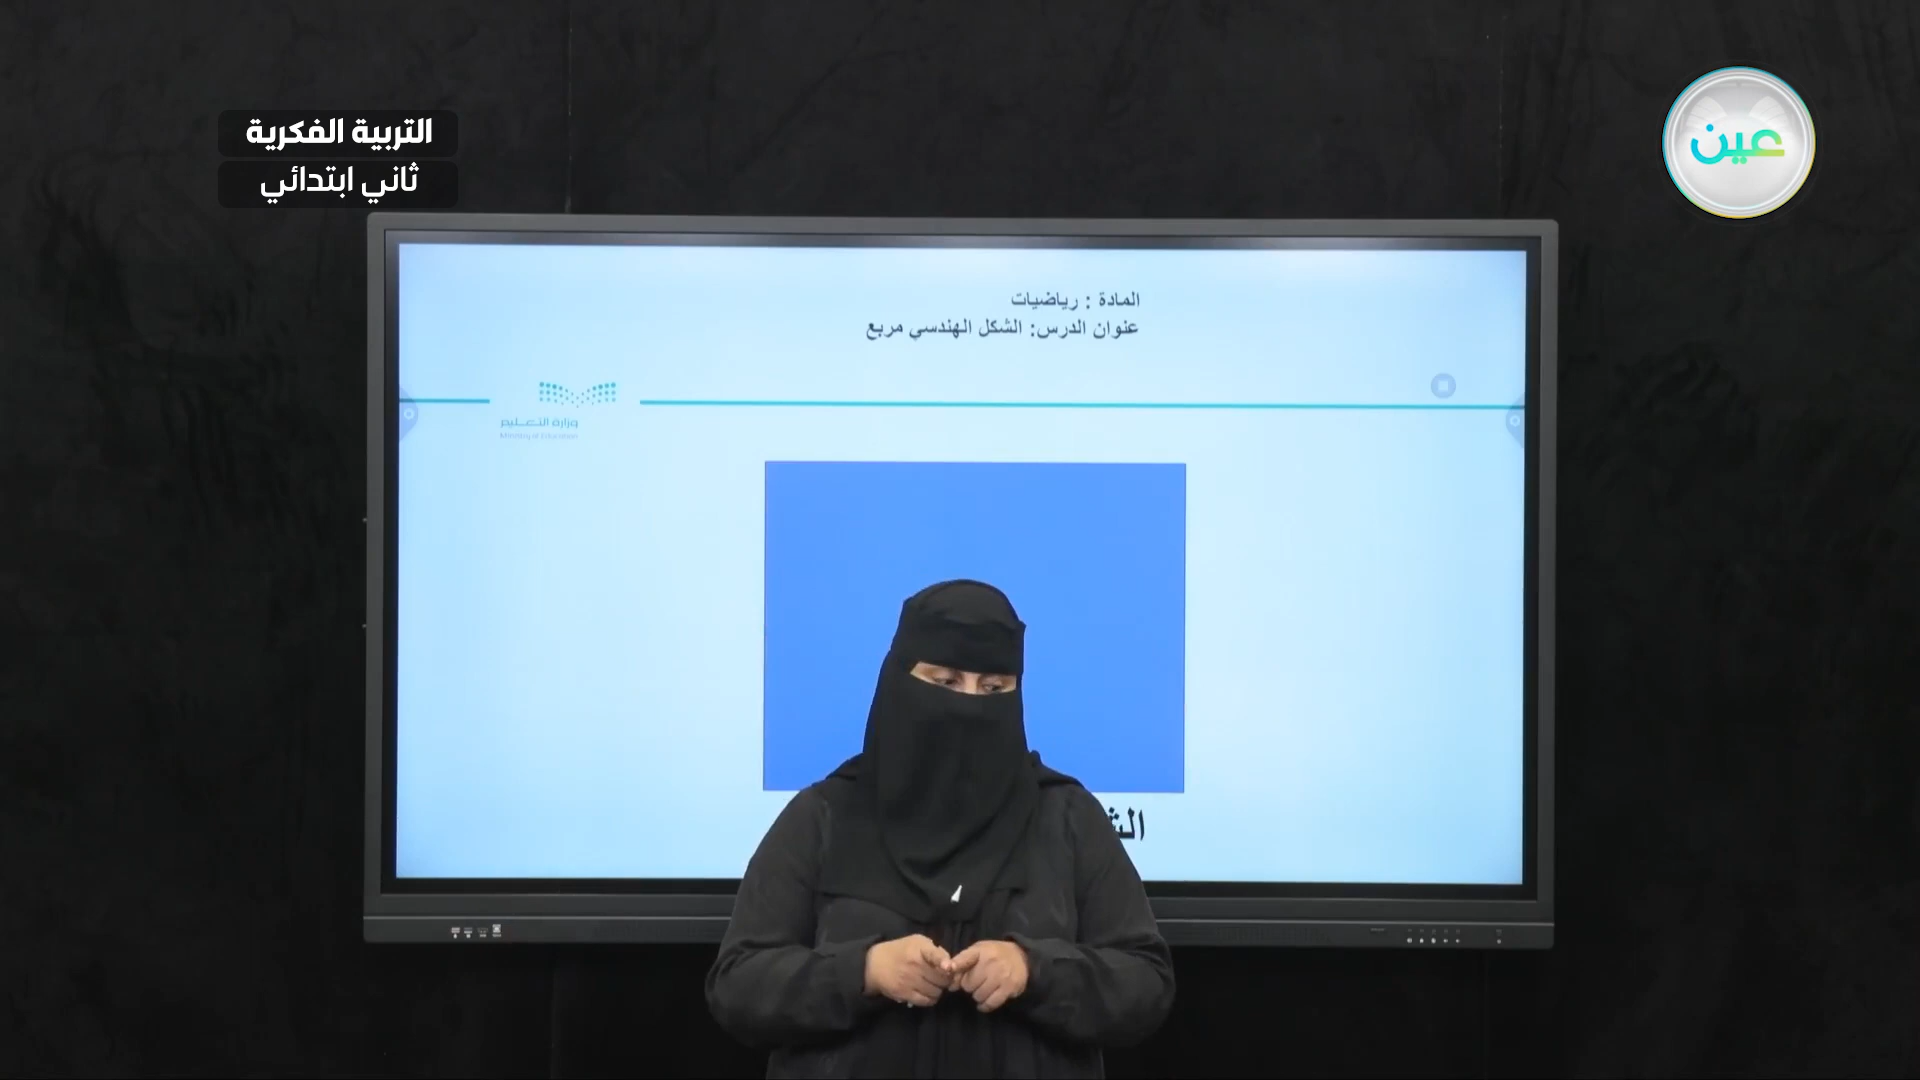 التربية الفكرية
ثاني ابتدائي
عين
المادة : رياضيات
عنوان الدرس: الشكل الهندسي مربع
وزارة التعليم
Ministry of Education